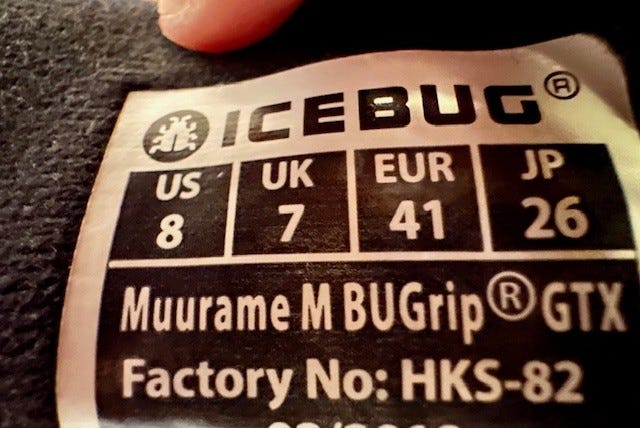 ICEBUG®
US UK EUR JP
8 7 41 26
Muurame M BUGrip® GTX
Factory No: HKS-82